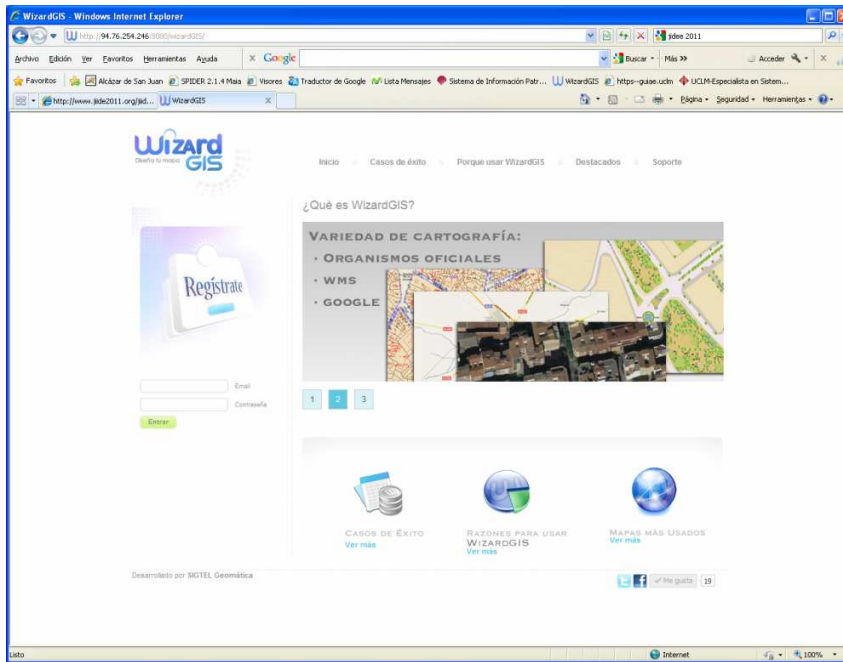 WizardGIS - Windows Internet Explorer
http://94.76.254.246:8080/wizardGIS/
jidee 2011
Archivo Edición Ver Favoritos Herramientas Ayuda
Google
Buscar
Más >>
Acceder
Favoritos
Alcázar de San Juan
SPIDER 2.1.4 Maia
Visores
Traductor de Google
Lista Mensajes
Sistema de Información Patr...
WizardGIS
https--guiae.uclm
UCLM-Especialista en Sistem...
http://www.jiide2011.org/jiid...
WizardGIS
Página
Seguridad
Herramientas
Wizard
Diseña tu mapa
GIS
Inicio
Casos de éxito
Porque usar WizardGIS
Destacados
Soporte
¿Qué es WizardGIS?
Regístrate
Variedad de cartografía:
· Organismos oficiales
· WMS
· Google
Email
Contraseña
Entrar
1 2 3
Casos de Éxito
Ver más
Razones para usar
WizardGIS
Ver más
Mapas más Usados
Ver más
Desarrollado por SIGTEL Geomática
Me gusta
19
Listo
Internet
100%